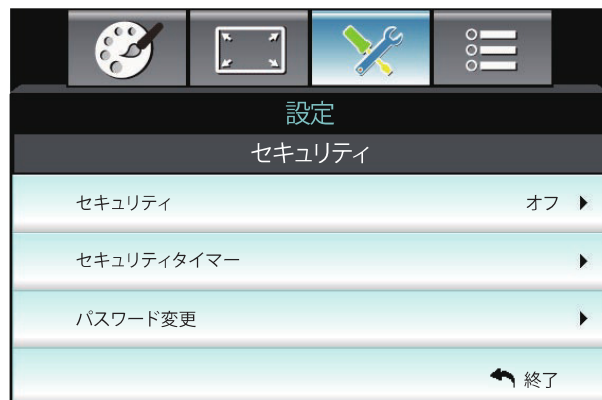 設定
セキュリティ
セキュリティ オフ
セキュリティタイマー
パスワード変更
終了